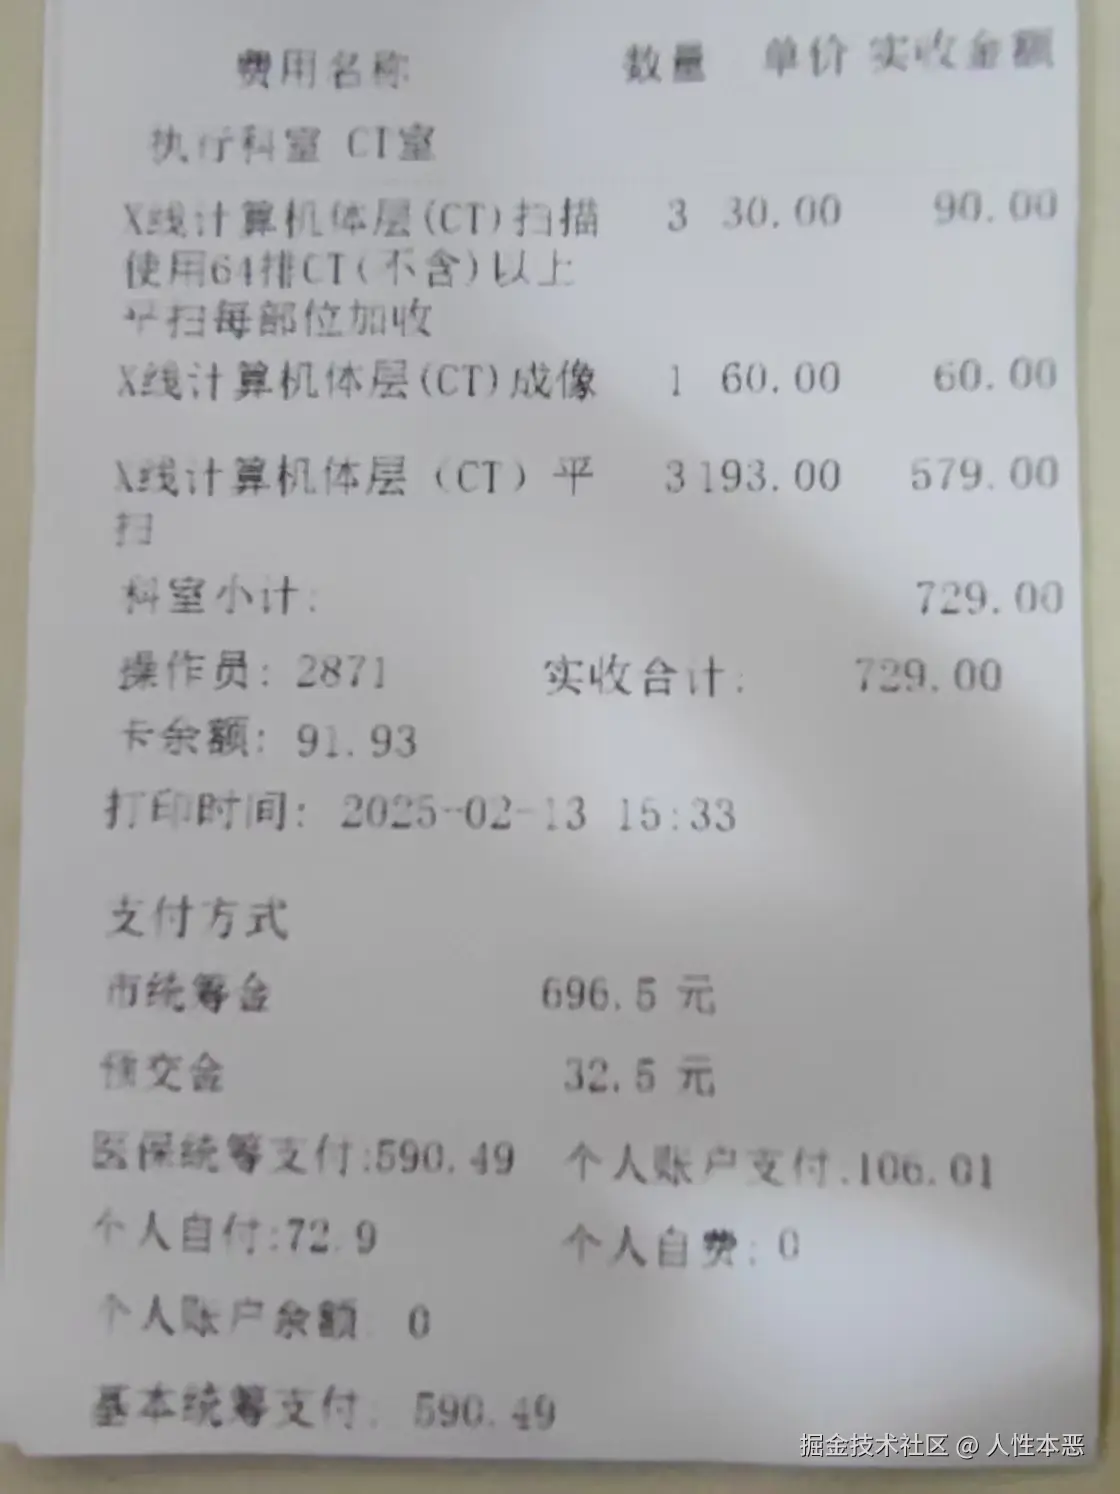 费用名称 数量 单价 实收金额
执行科室 CT室
X线计算机体层(CT)扫描 3 30.00 90.00
使用64排CT(不含)以上
平扫每部位加收
X线计算机体层(CT)成像 1 60.00 60.00
X线计算机体层（CT）平 3 193.00 579.00
扫
科室小计: 729.00
操作员: 2871 实收合计: 729.00
卡余额: 91.93
打印时间: 2025-02-13 15:33
支付方式
市统筹金 696.5 元
预交金 32.5 元
医保统筹支付:590.49 个人账户支付:106.01
个人自付:72.9 个人自费: 0
个人账户余额: 0
基本统筹支付: 590.49
掘金技术社区 @ 人性本恶